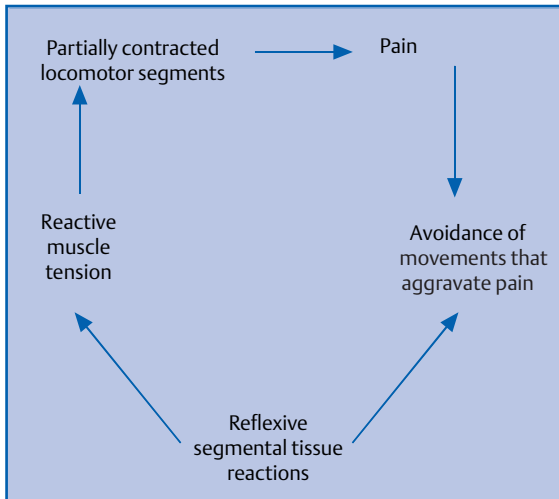 Partially contracted
locomotor segments
Pain
Reactive
muscle
tension
Avoidance of
movements that
aggravate pain
Reflexive
segmental tissue
reactions